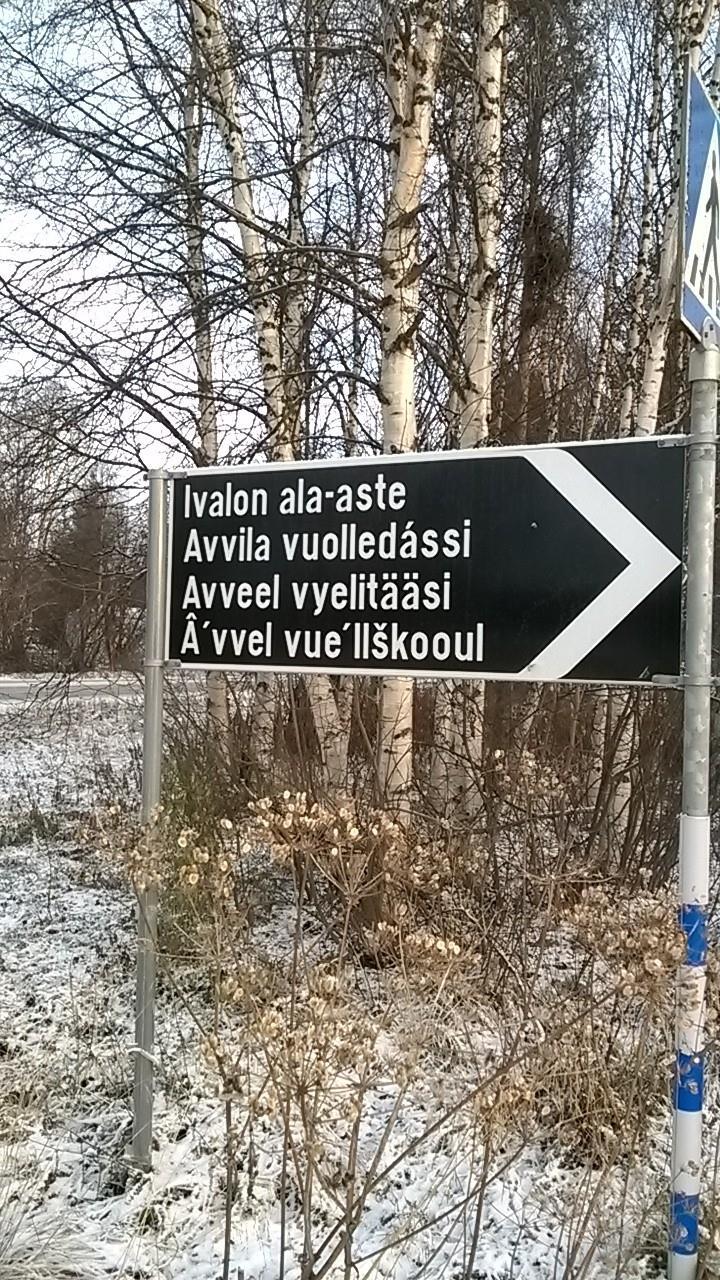 Ivalon ala-aste
Avvila vuolledássi
Avveel vyelitääsi
Â´vvel vue´llškooul